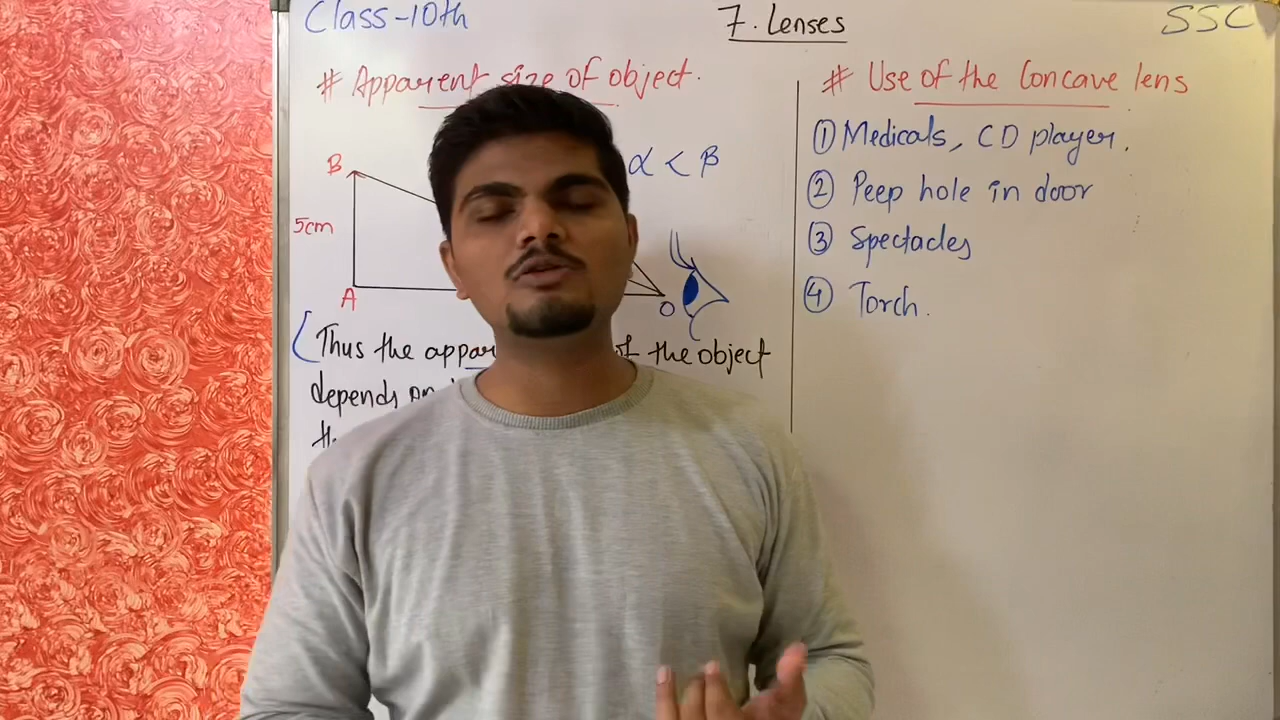 Class-10th
7. Lenses
SSC
# Apparent size of object.
α < β
B
5cm
A
O
Thus the of the object
depends
# Use of the Concave lens
① Medicals, CD player.
② Peep hole in door
③ Spectacles
④ Torch.